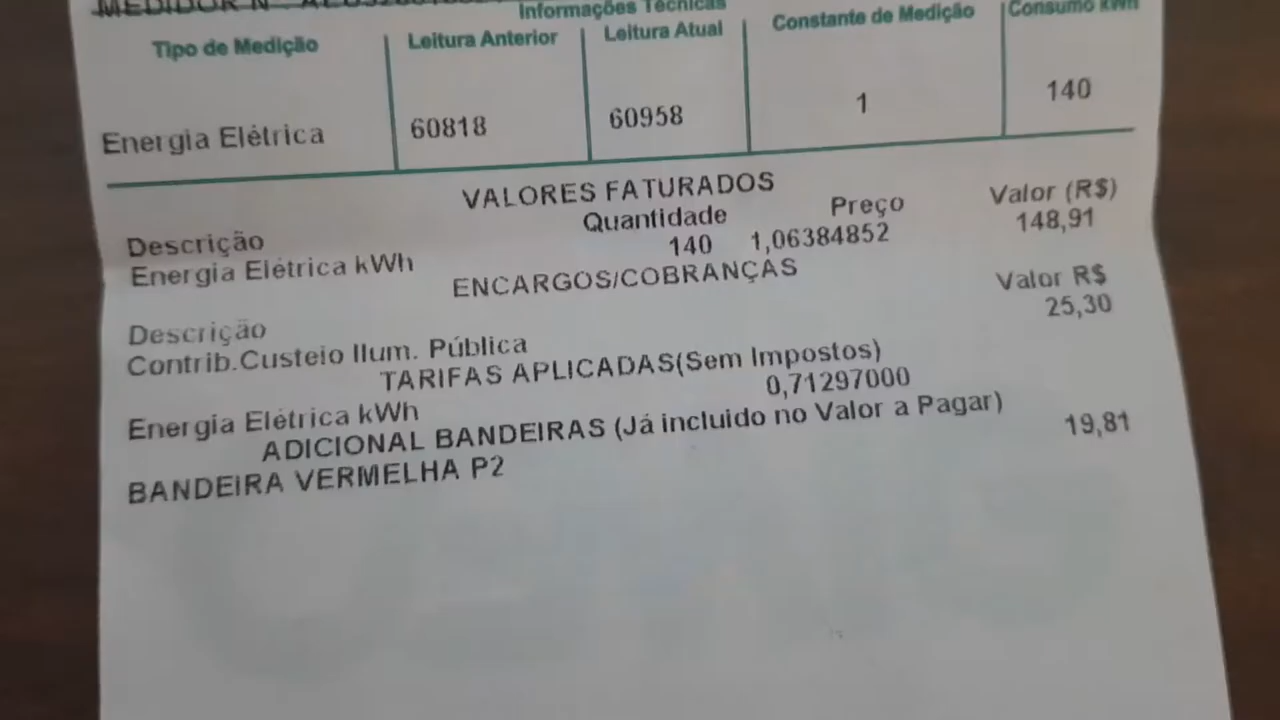 MEDIDOR N
Informações Técnicas
Tipo de Medição Leitura Anterior Leitura Atual Constante de Medição Consumo kWh
Energia Elétrica 60818 60958 1 140
VALORES FATURADOS
Descrição Quantidade Preço Valor (R$)
Energia Elétrica kWh 140 1,06384852 148,91
ENCARGOS/COBRANÇAS
Descrição Valor R$
Contrib.Custeio Ilum. Pública 25,30
TARIFAS APLICADAS(Sem Impostos)
Energia Elétrica kWh 0,71297000
ADICIONAL BANDEIRAS (Já incluido no Valor a Pagar)
BANDEIRA VERMELHA P2 19,81